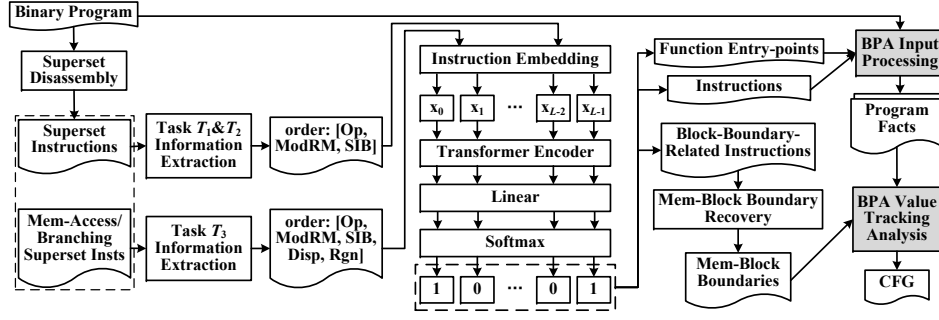 Binary Program
Superset
Disassembly
Superset
Instructions
Task T1&T2
Information
Extraction
order: [Op,
ModRM, SIB]
Mem-Access/
Branching
Superset Insts
Task T3
Information
Extraction
order: [Op,
ModRM, SIB,
Disp, Rgn]
Instruction Embedding
x0 x1 ... xL-2 xL-1
Transformer Encoder
Linear
Softmax
1 0 ... 0 1
Function Entry-points
Instructions
Block-Boundary-
Related Instructions
Mem-Block Boundary
Recovery
Mem-Block
Boundaries
BPA Input
Processing
Program
Facts
BPA Value
Tracking
Analysis
CFG